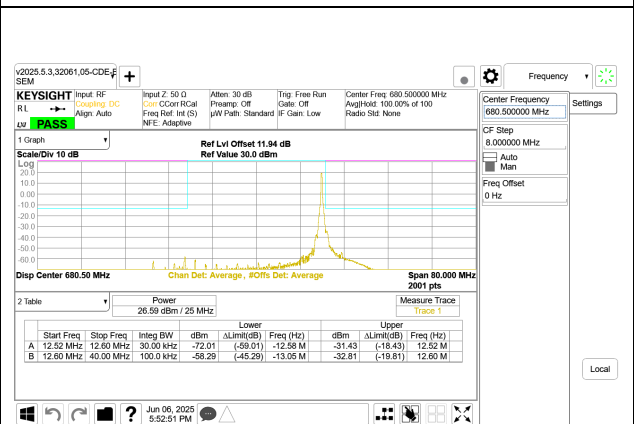 v2025.5.3,32061,05-CDE-F
SEM
+
Frequency
KEYSIGHT
R L
LXI PASS
Input: RF
Coupling: DC
Align: Auto
Input Z: 50 Ω
Corr CCorr RCal
Freq Ref: Int (S)
NFE: Adaptive
Atten: 30 dB
Preamp: Off
µW Path: Standard
Trig: Free Run
Gate: Off
IF Gain: Low
Center Freq: 680.500000 MHz
Avg|Hold: 100.00% of 100
Radio Std: None
Center Frequency
680.500000 MHz
Settings
CF Step
8.000000 MHz
Auto
Man
Freq Offset
0 Hz
1 Graph
Scale/Div 10 dB
Ref Lvl Offset 11.94 dB
Ref Value 30.0 dBm
Log
20.0
10.0
0.00
-10.0
-20.0
-30.0
-40.0
-50.0
-60.0
Disp Center 680.50 MHz
Chan Det: Average, #Offs Det: Average
Span 80.000 MHz
2001 pts
2 Table
Power
26.59 dBm / 25 MHz
Measure Trace
Trace 1
Lower Upper
Start Freq Stop Freq Integ BW dBm ΔLimit(dB) Freq (Hz) dBm ΔLimit(dB) Freq (Hz)
A 12.52 MHz 12.60 MHz 30.00 kHz -72.01 (-59.01) -12.58 M -31.43 (-18.43) 12.52 M
B 12.60 MHz 40.00 MHz 100.0 kHz -58.29 (-45.29) -13.05 M -32.81 (-19.81) 12.60 M
Local
?
Jun 06, 2025
5:52:51 PM